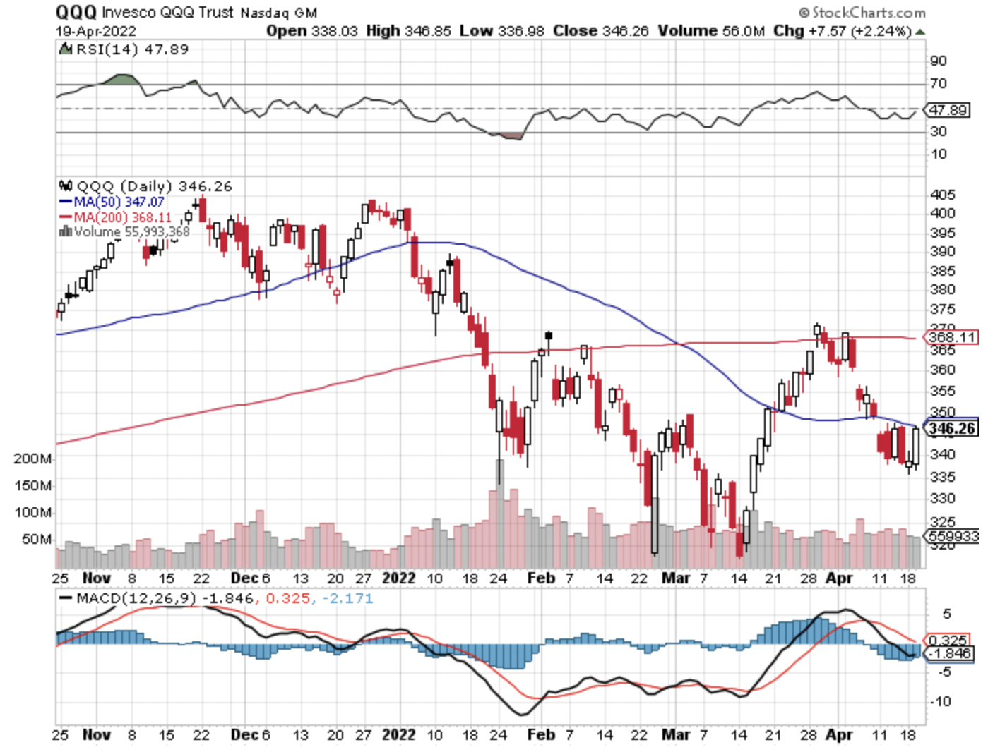 QQQ Invesco QQQ Trust Nasdaq GM © StockCharts.com
19-Apr-2022 Open 338.03 High 346.85 Low 336.98 Close 346.26 Volume 56.0M Chg +7.57 (+2.24%)
RSI(14) 47.89
90
70
47.89
30
10
QQQ (Daily) 346.26
MA(50) 347.07
MA(200) 368.11
Volume 55,993,368
405
400
395
390
385
380
375
370
368.11
365
360
355
350
346.26
340
335
330
325
559933
320
200M
150M
100M
50M
25 Nov 8 15 22 Dec 6 13 20 27 2022 10 18 24 Feb 7 14 22 Mar 7 14 21 28 Apr 11 18
MACD(12,26,9) -1.846, 0.325, -2.171
5
0.325
-1.846
-5
-10
25 Nov 8 15 22 Dec 6 13 20 27 2022 10 18 24 Feb 7 14 22 Mar 7 14 21 28 Apr 11 18